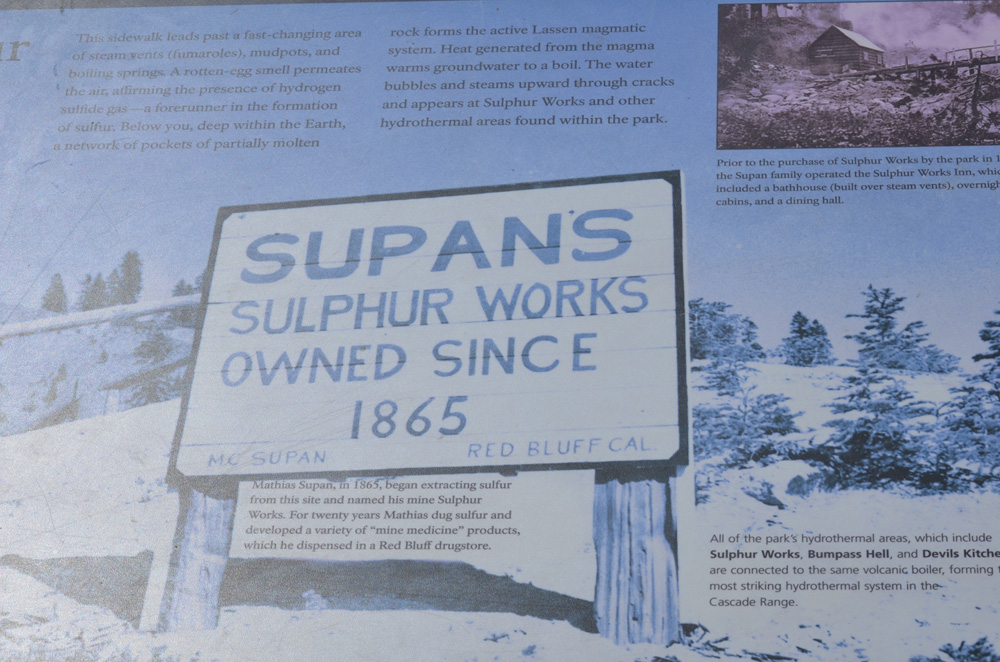 ur
This sidewalk leads past a fast-changing area
of steam vents (fumaroles), mudpots, and
boiling springs. A rotten-egg smell permeates
the air, affirming the presence of hydrogen
sulfide gas—a forerunner in the formation
of sulfur. Below you, deep within the Earth,
a network of pockets of partially molten
rock forms the active Lassen magmatic
system. Heat generated from the magma
warms groundwater to a boil. The water
bubbles and steams upward through cracks
and appears at Sulphur Works and other
hydrothermal areas found within the park.
Prior to the purchase of Sulphur Works by the park in 1
the Supan family operated the Sulphur Works Inn, whic
included a bathhouse (built over steam vents), overnigh
cabins, and a dining hall.
SUPAN'S
SULPHUR WORKS
OWNED SINCE
1865
MC SUPAN RED BLUFF CAL.
Mathias Supan, in 1865, began extracting sulfur
from this site and named his mine Sulphur
Works. For twenty years Mathias dug sulfur and
developed a variety of “mine medicine” products,
which he dispensed in a Red Bluff drugstore.
All of the park's hydrothermal areas, which include
Sulphur Works, Bumpass Hell, and Devils Kitche
are connected to the same volcanic boiler, forming
most striking hydrothermal system in the
Cascade Range.